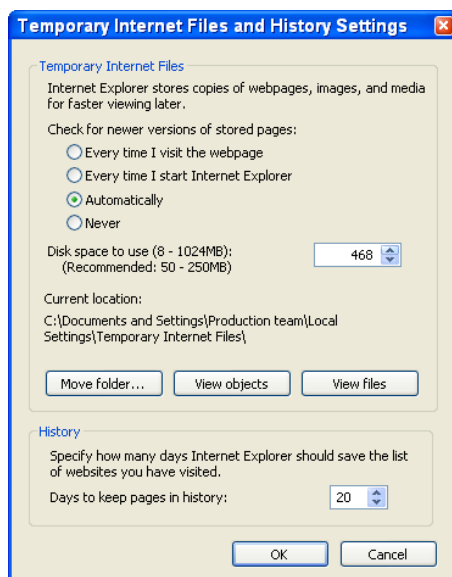 Temporary Internet Files and History Settings
Temporary Internet Files
Internet Explorer stores copies of webpages, images, and media
for faster viewing later.
Check for newer versions of stored pages:
Every time I visit the webpage
Every time I start Internet Explorer
Automatically
Never
Disk space to use (8 - 1024MB): 468
(Recommended: 50 - 250MB)
Current location:
C:\Documents and Settings\Production team\Local
Settings\Temporary Internet Files\
Move folder... View objects View files
History
Specify how many days Internet Explorer should save the list
of websites you have visited.
Days to keep pages in history: 20
OK Cancel